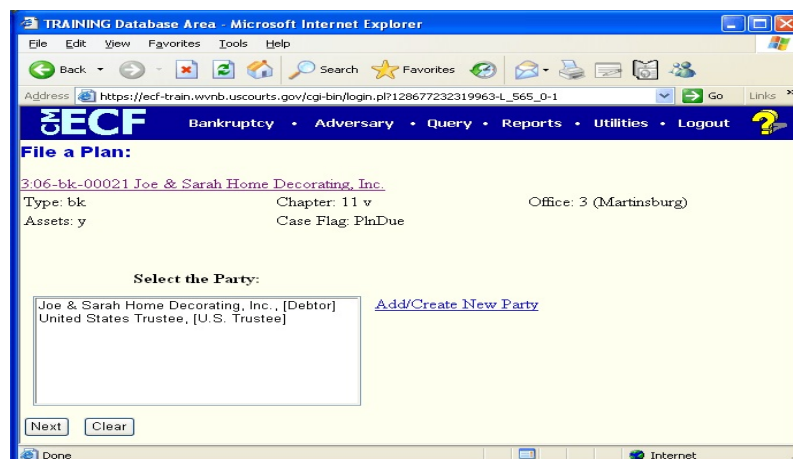 TRAINING Database Area - Microsoft Internet Explorer
File Edit View Favorites Tools Help
Back Search Favorites
Address https://ecf-train.wvnb.uscourts.gov/cgi-bin/login.pl?128677232319963-L_565_0-1 Go Links »
CM ECF Bankruptcy • Adversary • Query • Reports • Utilities • Logout ?
File a Plan:
3:06-bk-00021 Joe & Sarah Home Decorating, Inc.
Type: bk Chapter: 11 v Office: 3 (Martinsburg)
Assets: y Case Flag: PlnDue
Select the Party:
Joe & Sarah Home Decorating, Inc., [Debtor] Add/Create New Party
United States Trustee, [U.S. Trustee]
Next Clear
Done Internet